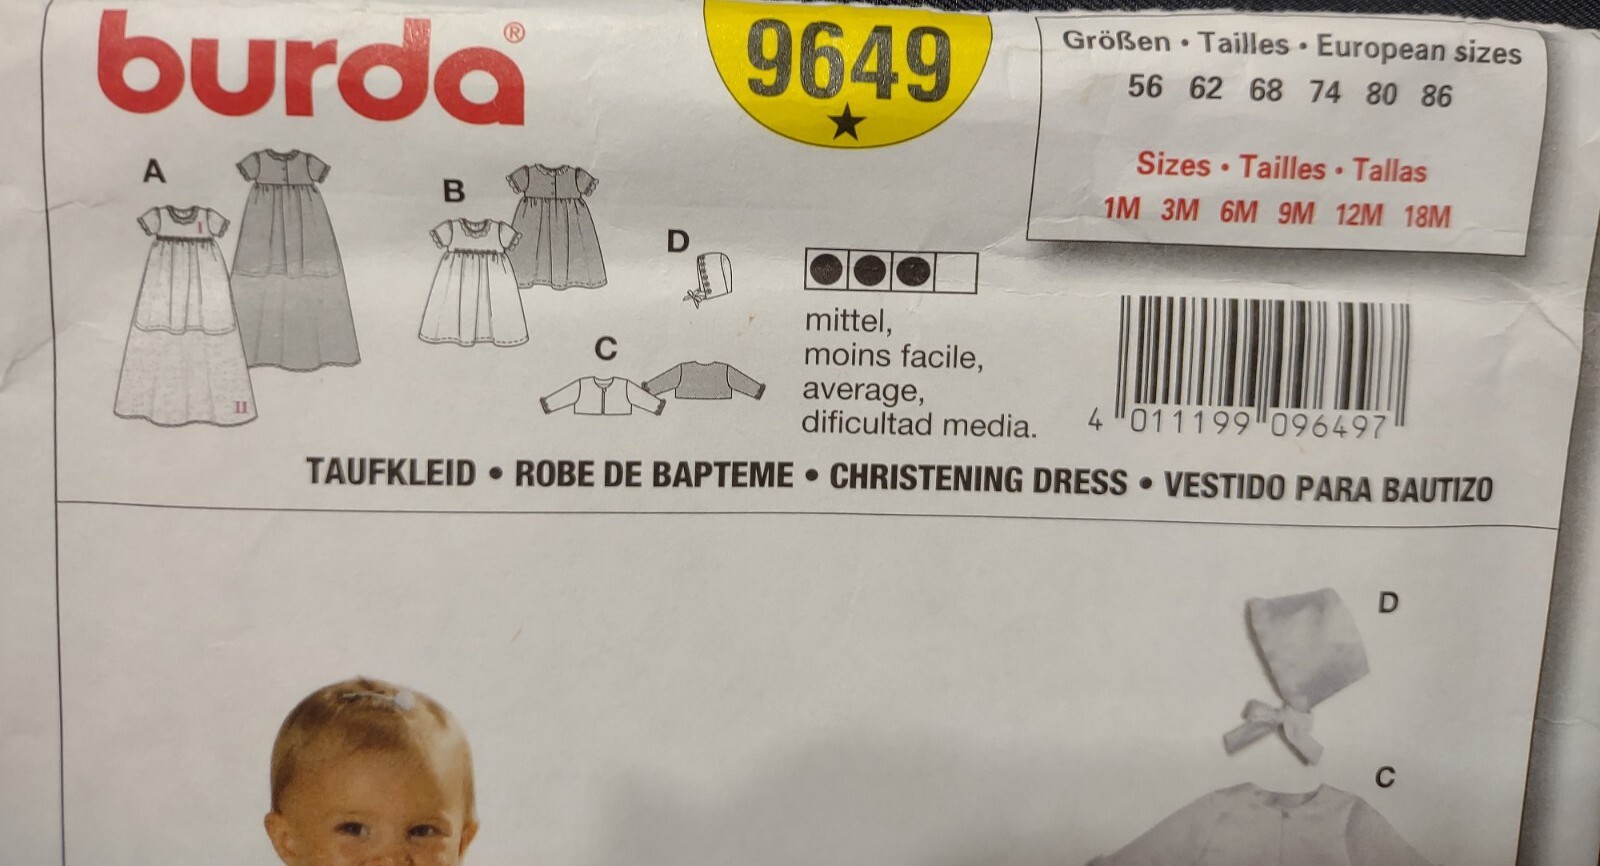 burda®
9649
Größen • Tailles • European sizes
56 62 68 74 80 86
Sizes • Tailles • Tallas
1M 3M 6M 9M 12M 18M
A
I
II
B
D
C
mittel,
moins facile,
average,
dificultad media.
4 011199 096497
TAUFKLEID • ROBE DE BAPTEME • CHRISTENING DRESS • VESTIDO PARA BAUTIZO
D
C